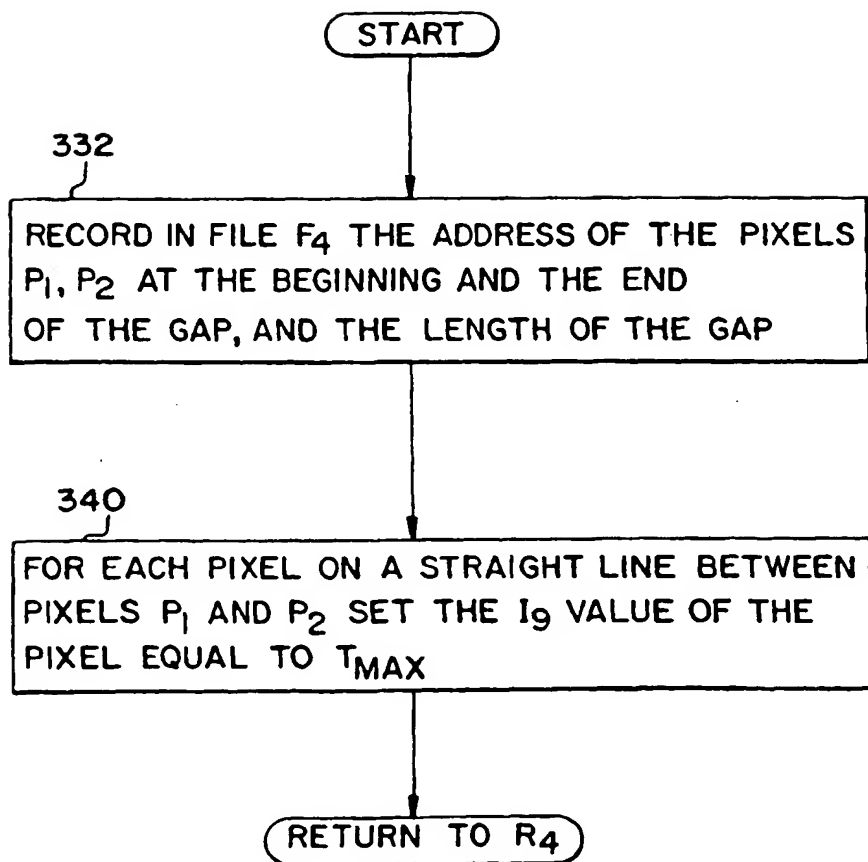 START
332
RECORD IN FILE F4 THE ADDRESS OF THE PIXELS
P1, P2 AT THE BEGINNING AND THE END
OF THE GAP, AND THE LENGTH OF THE GAP
340
FOR EACH PIXEL ON A STRAIGHT LINE BETWEEN
PIXELS P1 AND P2 SET THE I9 VALUE OF THE
PIXEL EQUAL TO TMAX
RETURN TO R4